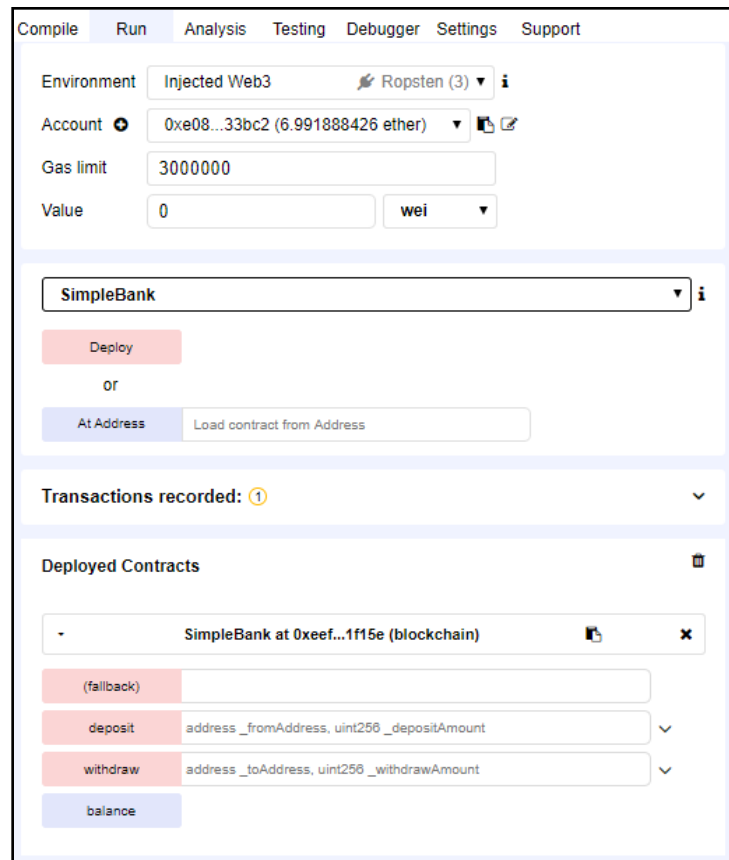 Compile Run Analysis Testing Debugger Settings Support
Environment Injected Web3 Ropsten (3) i
Account 0xe08...33bc2 (6.991888426 ether)
Gas limit 3000000
Value 0 wei
SimpleBank i
Deploy
or
At Address Load contract from Address
Transactions recorded: 1
Deployed Contracts
SimpleBank at 0xeef...1f15e (blockchain)
(fallback)
deposit address _fromAddress, uint256 _depositAmount
withdraw address _toAddress, uint256 _withdrawAmount
balance